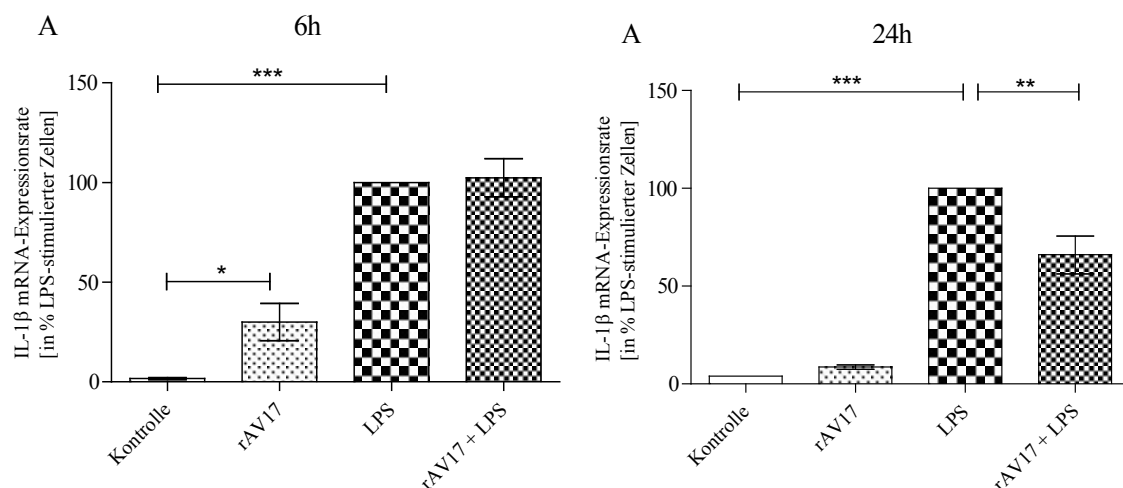 A
6h
IL-1β mRNA-Expressionsrate
[in % LPS-stimulierter Zellen]
150
100
50
0
***
*
Kontrolle
rAV17
LPS
rAV17 + LPS
A
24h
IL-1β mRNA-Expressionsrate
[in % LPS-stimulierter Zellen]
150
100
50
0
***
**
Kontrolle
rAV17
LPS
rAV17 + LPS